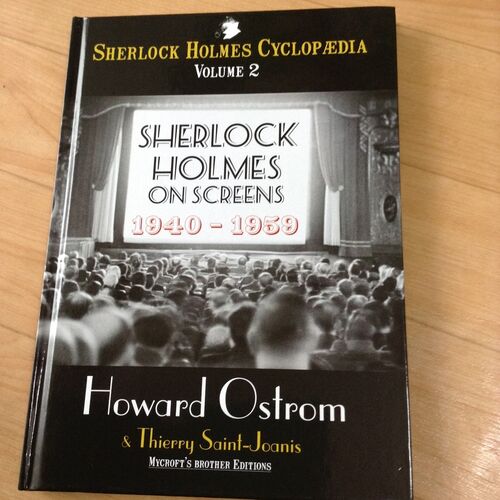 SHERLOCK HOLMES CYCLOPÆDIA
VOLUME 2
SHERLOCK
HOLMES
ON SCREENS
1940 - 1959
Howard Ostrom
& Thierry Saint-Joanis
MYCROFT'S BROTHER EDITIONS